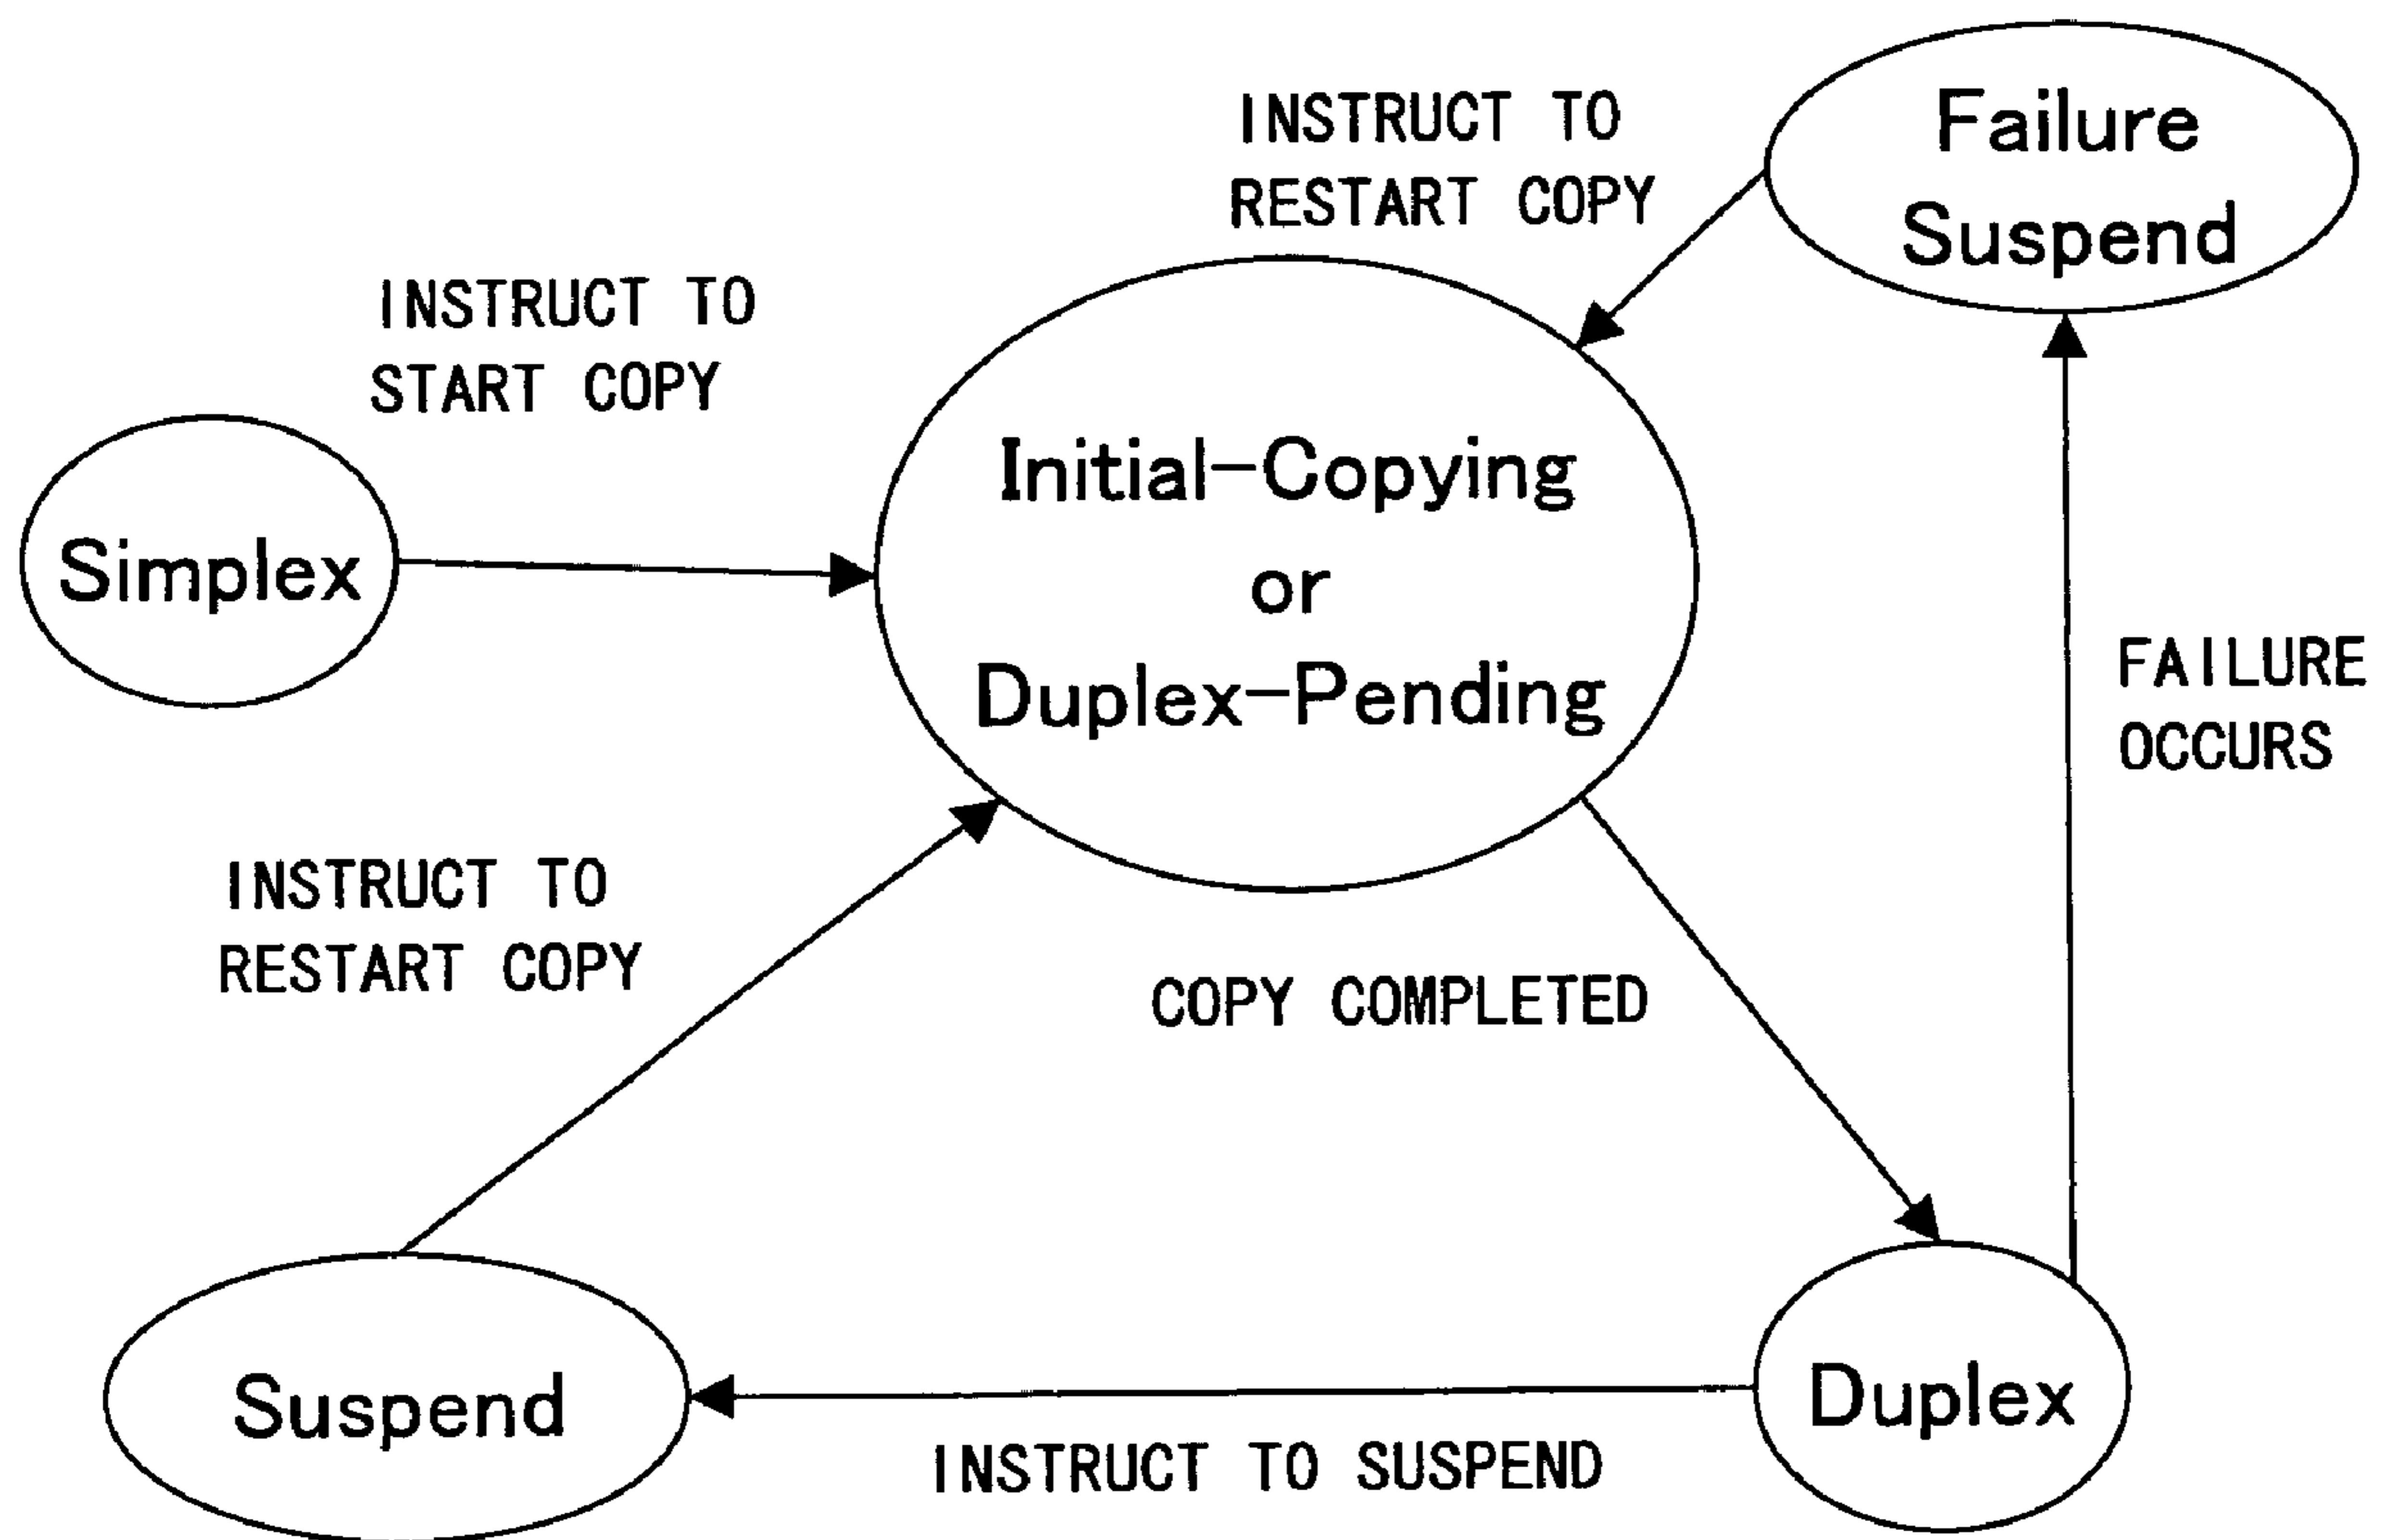 INSTRUCT TO
RESTART COPY
Failure
Suspend
INSTRUCT TO
START COPY
Simplex
Initial-Copying
or
Duplex-Pending
FAILURE
OCCURS
INSTRUCT TO
RESTART COPY
COPY COMPLETED
Suspend
Duplex
INSTRUCT TO SUSPEND